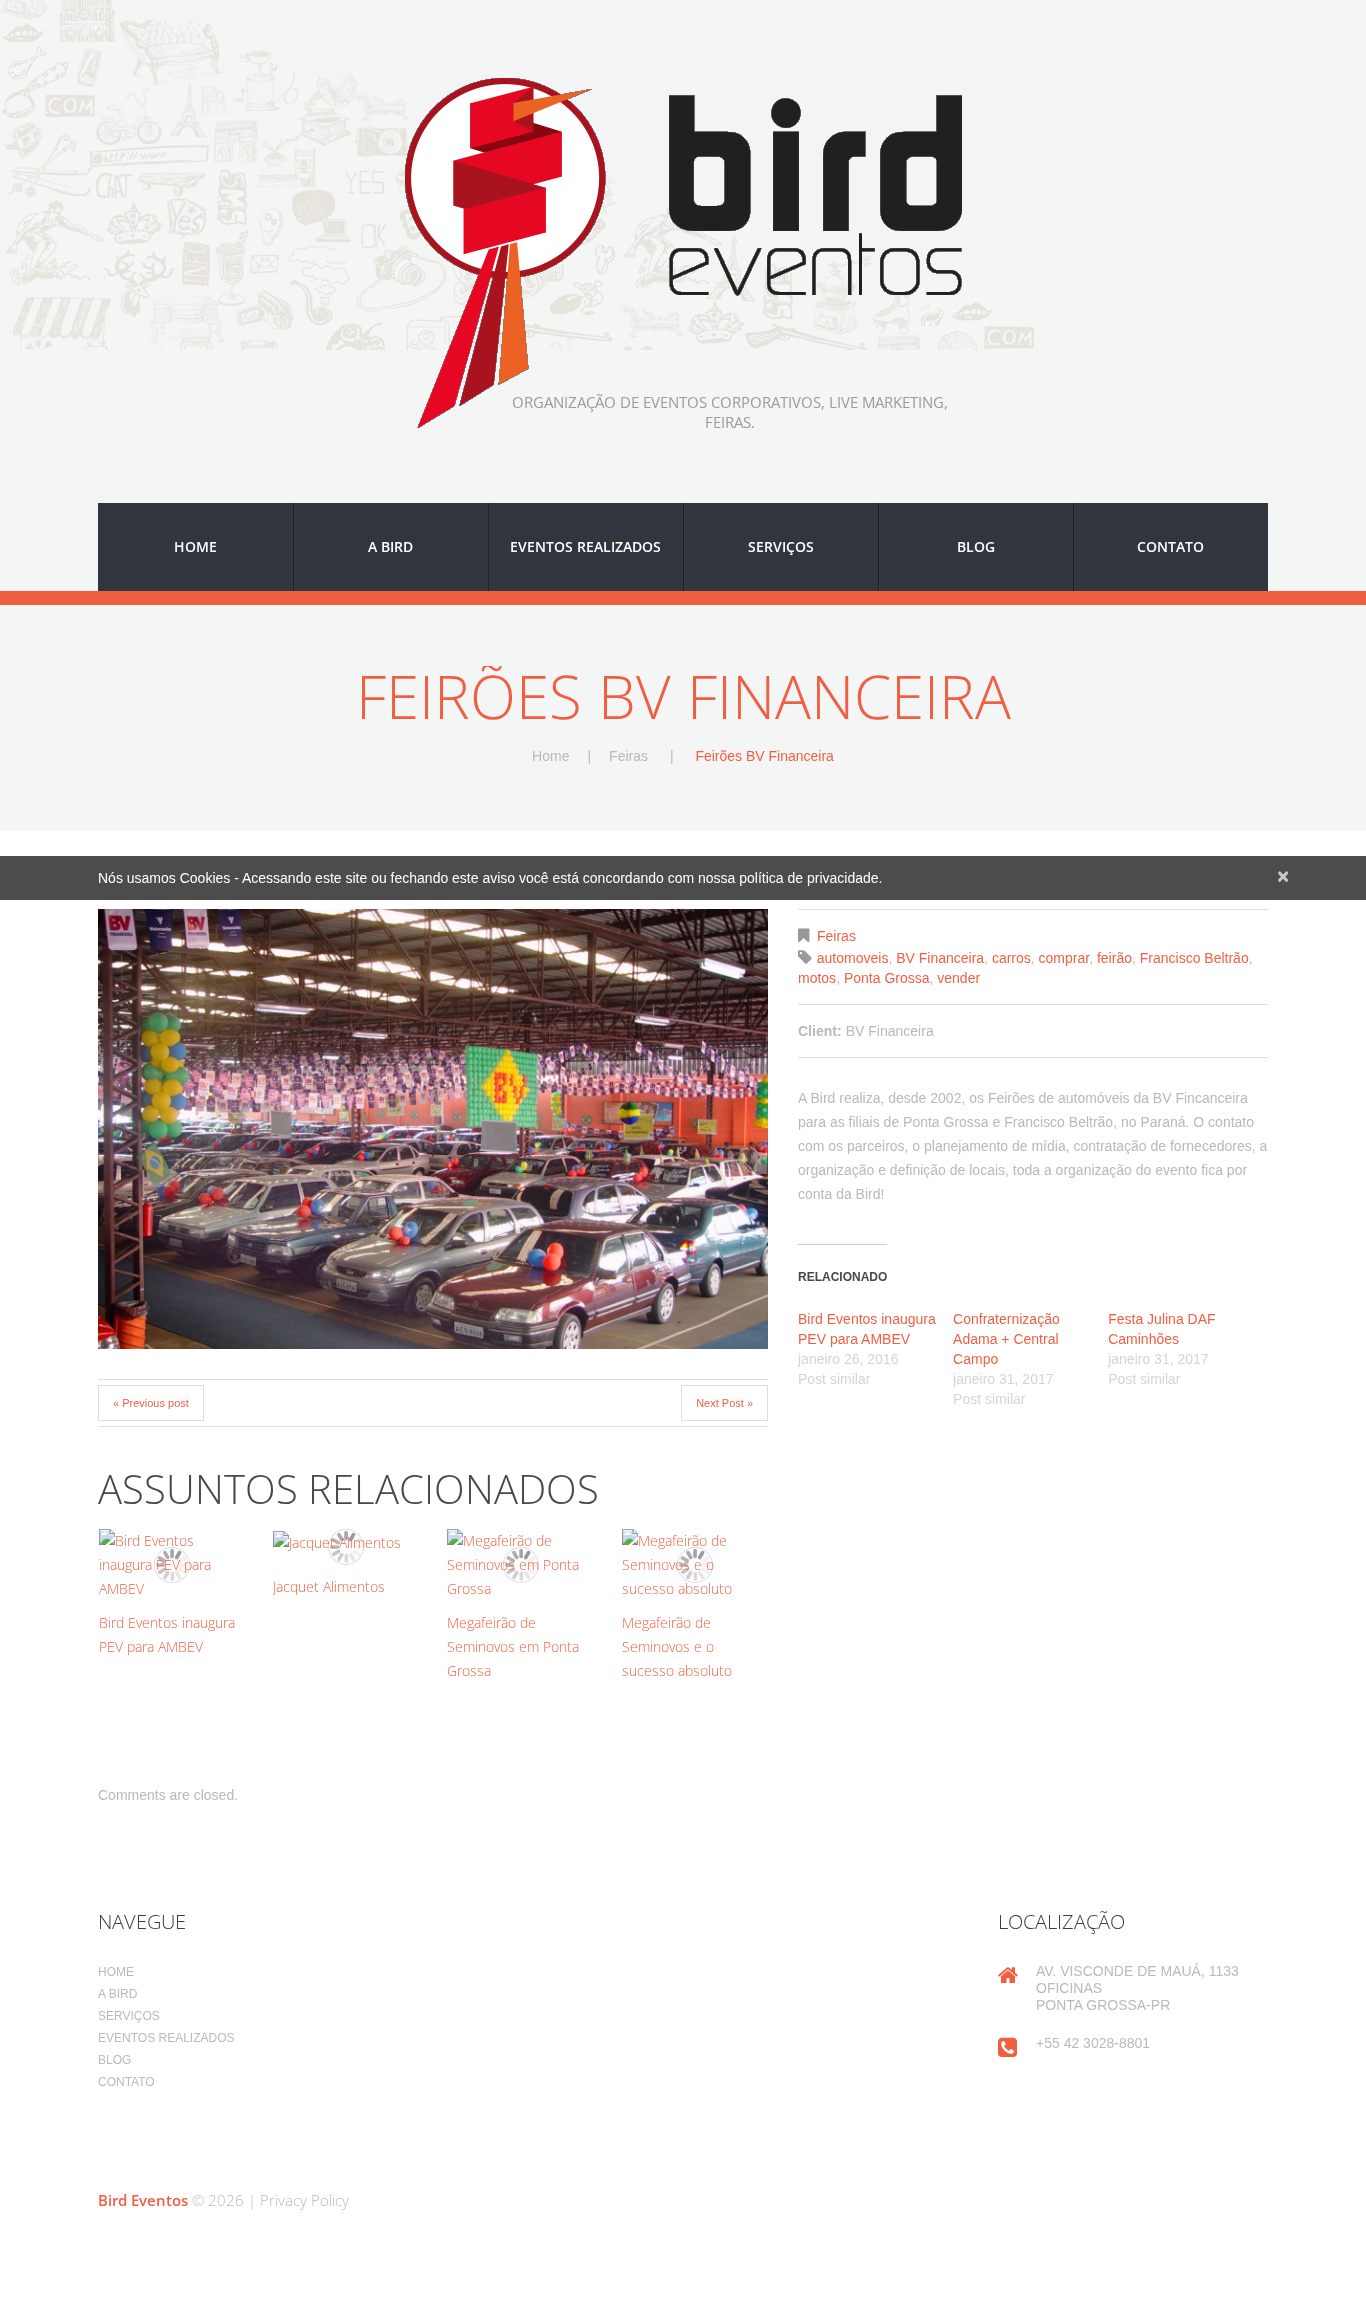 bird
eventos
ORGANIZAÇÃO DE EVENTOS CORPORATIVOS, LIVE MARKETING,
FEIRAS.
HOME
A BIRD
EVENTOS REALIZADOS
SERVIÇOS
BLOG
CONTATO
FEIRÕES BV FINANCEIRA
Home | Feiras | Feirões BV Financeira
Nós usamos Cookies - Acessando este site ou fechando este aviso você está concordando com nossa política de privacidade.
×
BV
BV
BV
Feiras
automoveis, BV Financeira, carros, comprar, feirão, Francisco Beltrão,
motos, Ponta Grossa, vender
Client: BV Financeira
A Bird realiza, desde 2002, os Feirões de automóveis da BV Fincanceira
para as filiais de Ponta Grossa e Francisco Beltrão, no Paraná. O contato
com os parceiros, o planejamento de mídia, contratação de fornecedores, a
organização e definição de locais, toda a organização do evento fica por
conta da Bird!
RELACIONADO
Bird Eventos inaugura
PEV para AMBEV
janeiro 26, 2016
Post similar
Confraternização
Adama + Central
Campo
janeiro 31, 2017
Post similar
Festa Julina DAF
Caminhões
janeiro 31, 2017
Post similar
« Previous post
Next Post »
ASSUNTOS RELACIONADOS
Bird Eventos
inaugura PEV para
AMBEV
Bird Eventos inaugura
PEV para AMBEV
Jacquet Alimentos
Jacquet Alimentos
Megafeirão de
Seminovos em Ponta
Grossa
Megafeirão de
Seminovos em Ponta
Grossa
Megafeirão de
Seminovos e o
sucesso absoluto
Megafeirão de
Seminovos e o
sucesso absoluto
Comments are closed.
NAVEGUE
HOME
A BIRD
SERVIÇOS
EVENTOS REALIZADOS
BLOG
CONTATO
LOCALIZAÇÃO
AV. VISCONDE DE MAUÁ, 1133
OFICINAS
PONTA GROSSA-PR
+55 42 3028-8801
Bird Eventos © 2026 | Privacy Policy